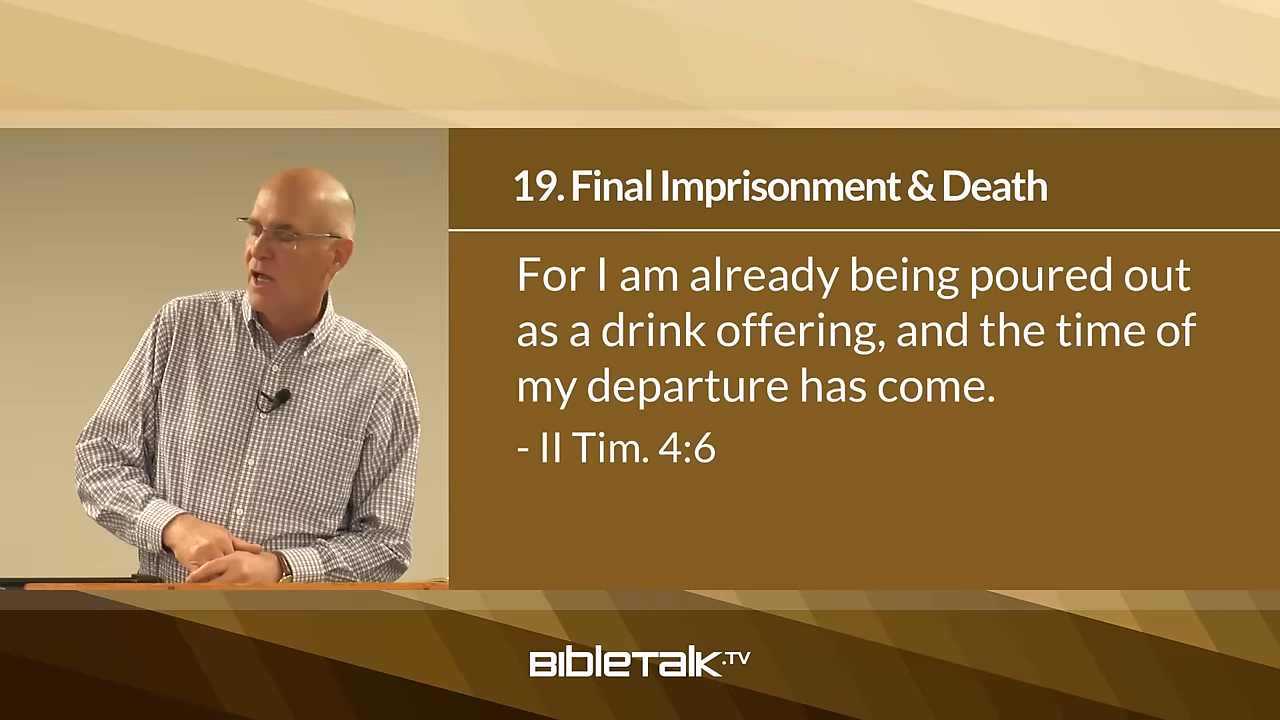 19. Final Imprisonment & Death
For I am already being poured out
as a drink offering, and the time of
my departure has come.
- II Tim. 4:6
BIBLETALK.TV